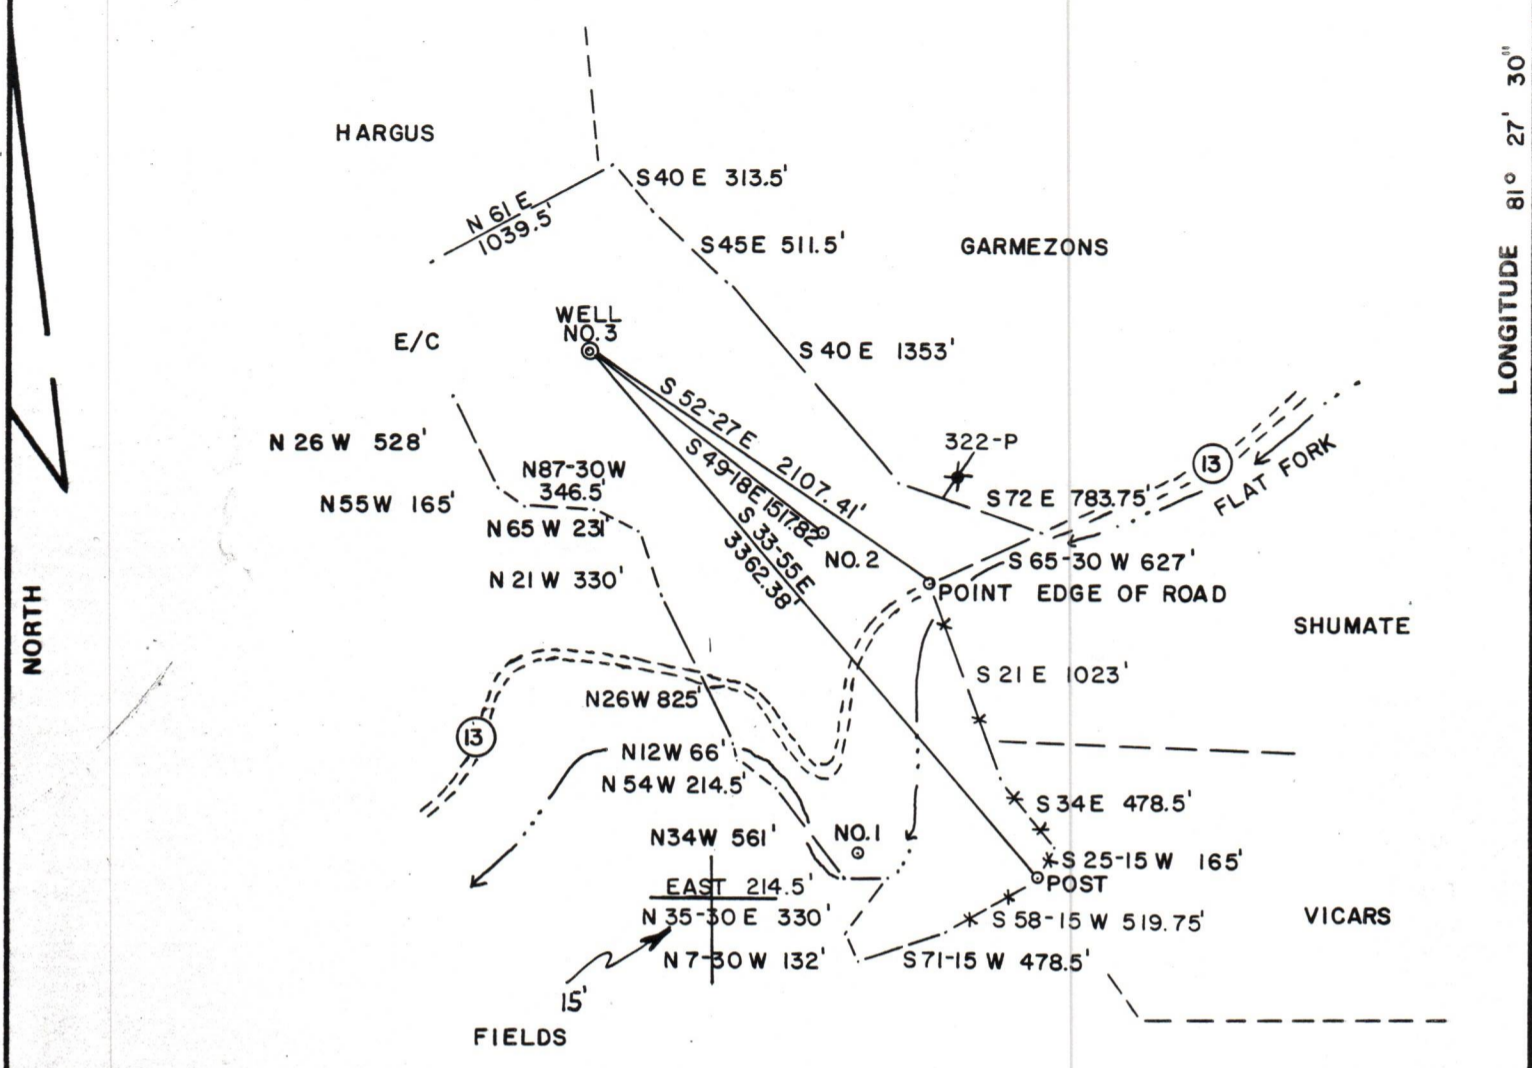 LONGITUDE 81° 27' 30"
HARGUS
S40 E 313.5'
N 61 E
1039.5'
S45E 511.5'
GARMEZONS
WELL
NO. 3
E/C
S 40 E 1353'
S 52-27 E 2107.41'
N 26 W 528'
322-P
13
N87-30 W
346.5'
S 49-18E 1517.82'
FLAT FORK
N 55 W 165'
S 72 E 783.75'
N 65 W 231'
S 33-55 E
3362.38'
NO. 2
S 65-30 W 627'
N 21 W 330'
POINT EDGE OF ROAD
NORTH
SHUMATE
S 21 E 1023'
N26W 825'
13
N12W 66'
N 54 W 214.5'
S 34 E 478.5'
N34W 561'
NO. 1
S 25-15 W 165'
EAST 214.5'
POST
N 35-30 E 330'
S 58-15 W 519.75'
VICARS
N 7-30 W 132'
S71-15 W 478.5'
15'
FIELDS